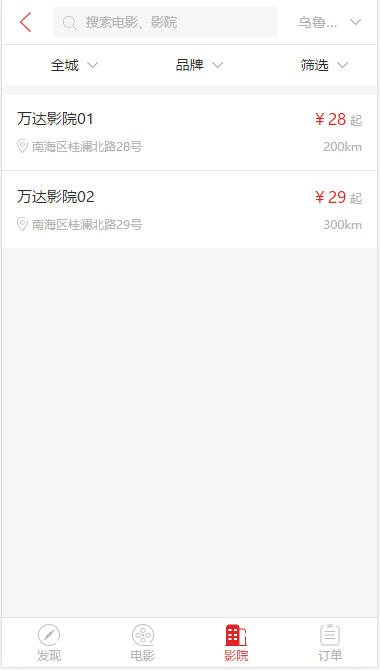 搜索电影、影院 乌鲁...
全城 品牌 筛选
万达影院01 ¥28 起
南海区桂澜北路28号 200km
万达影院02 ¥29 起
南海区桂澜北路29号 300km
发现 电影 影院 订单